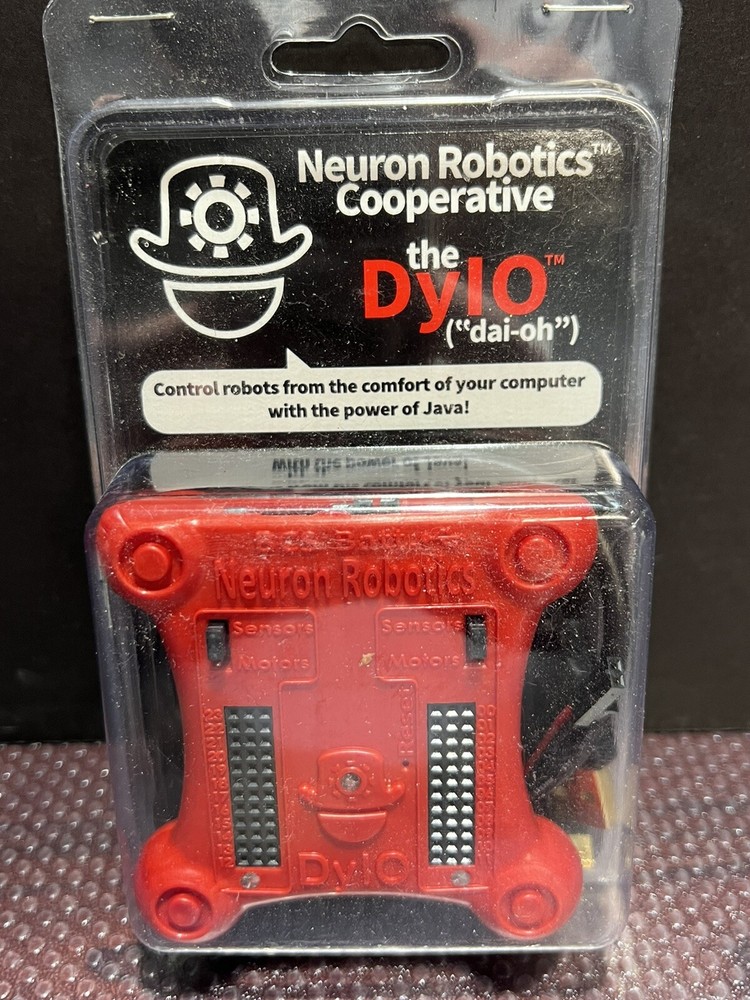 Neuron Robotics™
Cooperative
the
DyIO™
(“dai-oh”)
Control robots from the comfort of your computer
with the power of Java!
Neuron Robotics
Sensors
Sensors
Motors
Motors
Reset
DyIO